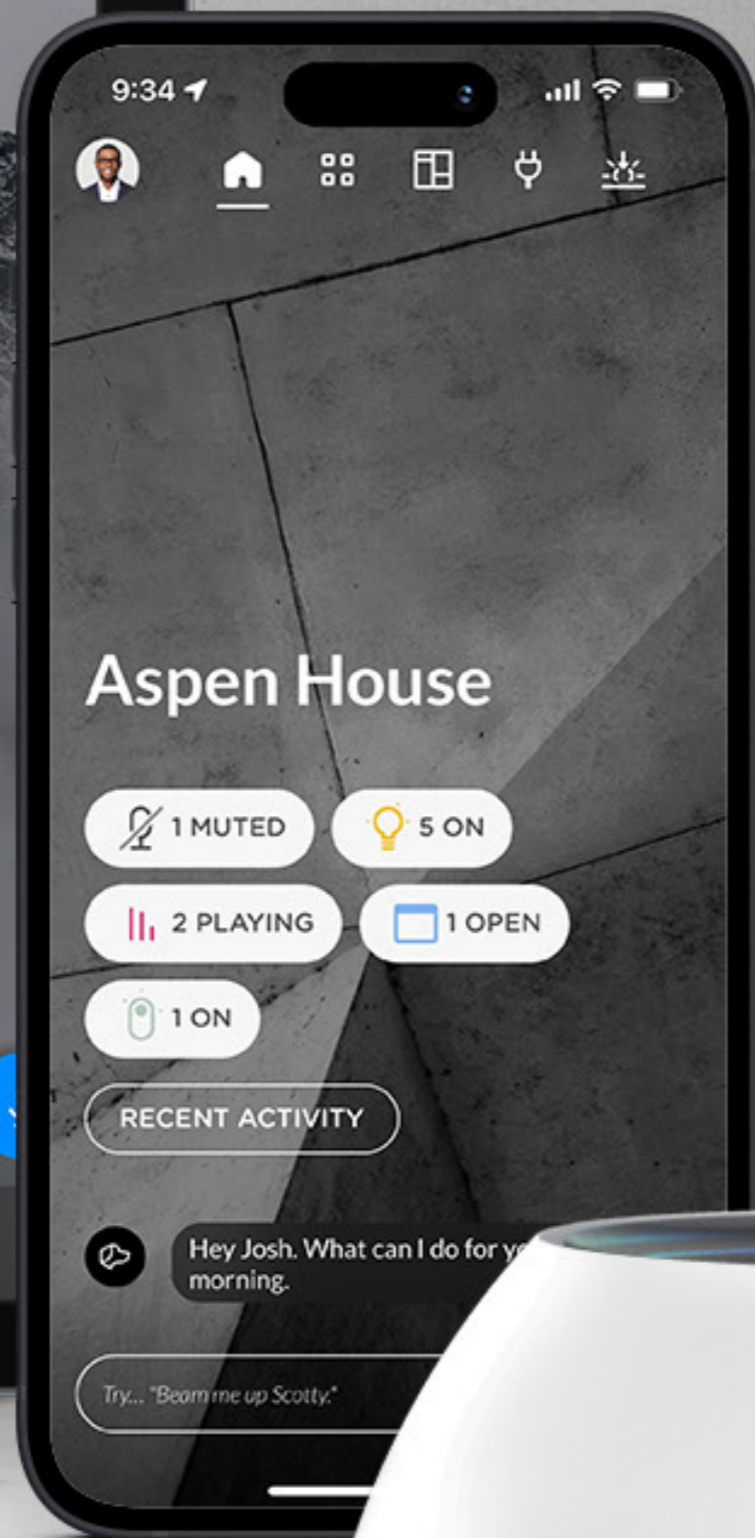 9:34
Aspen House
1 MUTED
5 ON
2 PLAYING
1 OPEN
1 ON
RECENT ACTIVITY
Hey Josh. What can I do for
morning.
Try... "Beam me up Scotty."